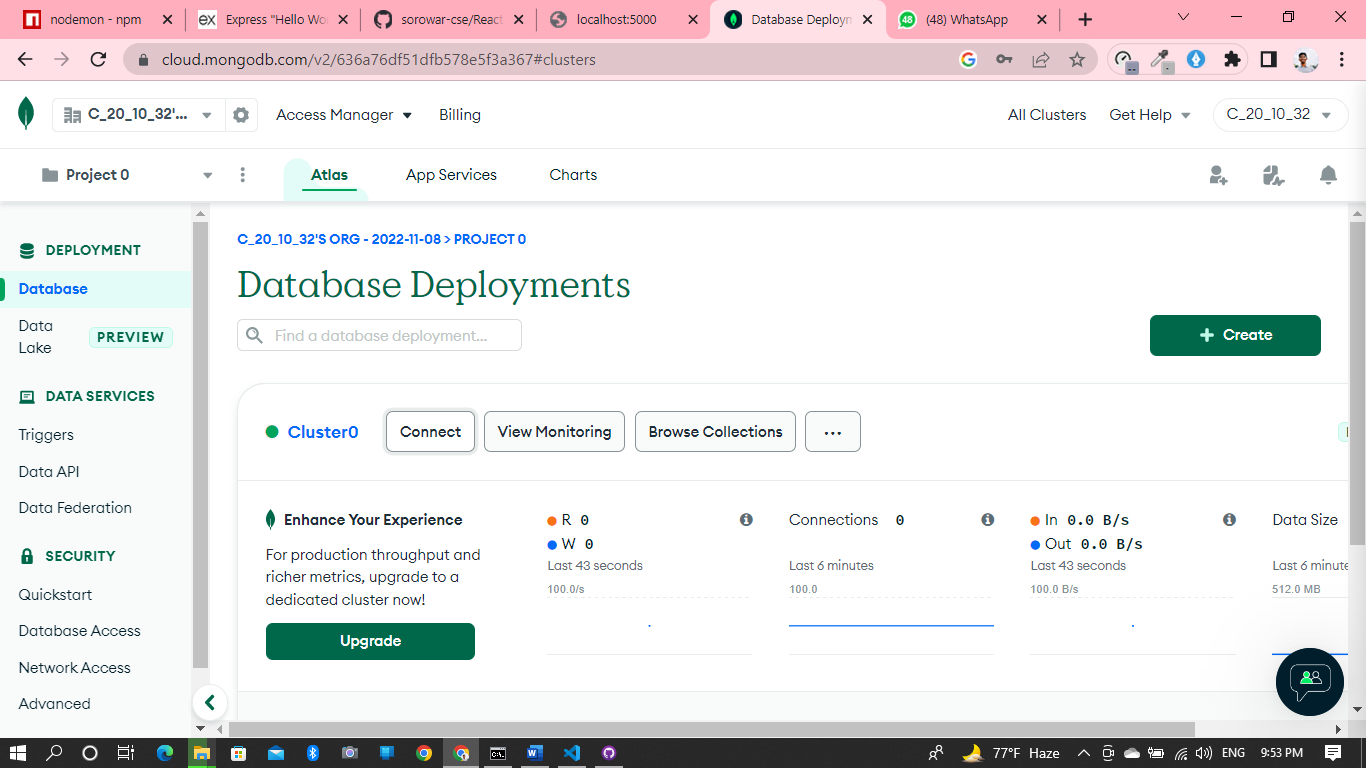 nodemon - npm
Express "Hello Wo
sorowar-cse/React
localhost:5000
Database Deployn
(48) WhatsApp
cloud.mongodb.com/v2/636a76df51dfb578e5f3a367#clusters
C_20_10_32'S...
Access Manager
Billing
All Clusters
Get Help
C_20_10_32
Project 0
Atlas
App Services
Charts
DEPLOYMENT
Database
Data Lake
PREVIEW
DATA SERVICES
Triggers
Data API
Data Federation
SECURITY
Quickstart
Database Access
Network Access
Advanced
C_20_10_32'S ORG - 2022-11-08 > PROJECT 0
Database Deployments
Find a database deployment...
+ Create
Cluster0
Connect
View Monitoring
Browse Collections
...
Enhance Your Experience
For production throughput and
richer metrics, upgrade to a
dedicated cluster now!
Upgrade
R 0
W 0
Last 43 seconds
100.0/s
Connections 0
Last 6 minutes
100.0
In 0.0 B/s
Out 0.0 B/s
Last 43 seconds
100.0 B/s
Data Size
Last 6 minute
512.0 MB
77°F Haze
ENG
9:53 PM